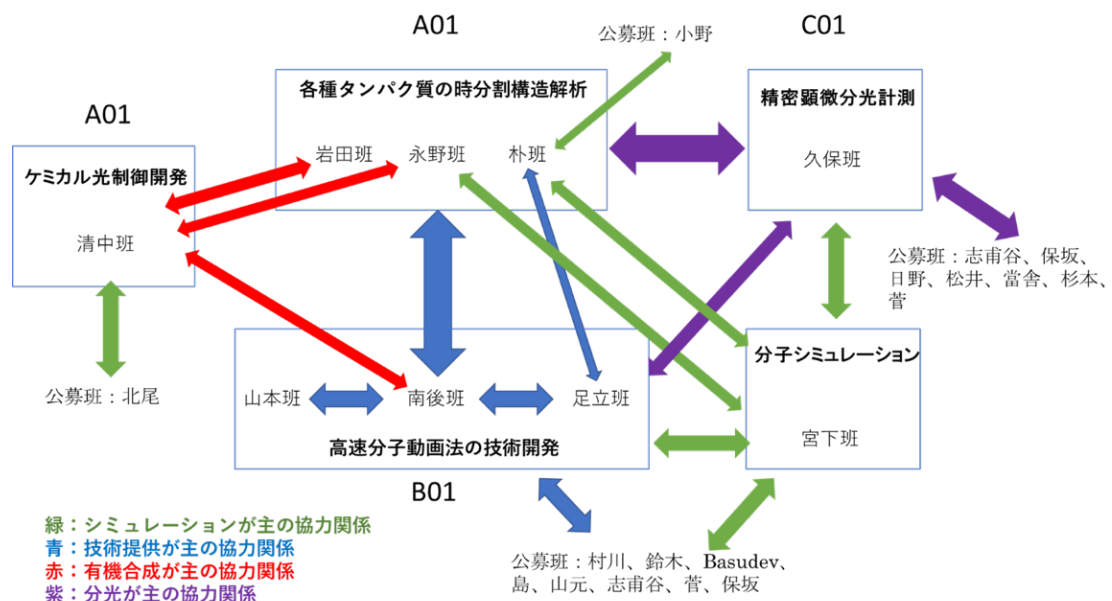 A01
公募班：小野
C01
各種タンパク質の時分割構造解析
精密顕微分光計測
A01
岩田班
永野班
朴班
久保班
ケミカル光制御開発
清中班
公募班：志甫谷、保坂、
日野、松井、當舎、杉本、
菅
分子シミュレーション
公募班：北尾
山本班
南後班
足立班
宮下班
高速分子動画法の技術開発
B01
緑：シミュレーションが主の協力関係
青：技術提供が主の協力関係
赤：有機合成が主の協力関係
紫：分光が主の協力関係
公募班：村川、鈴木、Basudev、
島、山元、志甫谷、菅、保坂